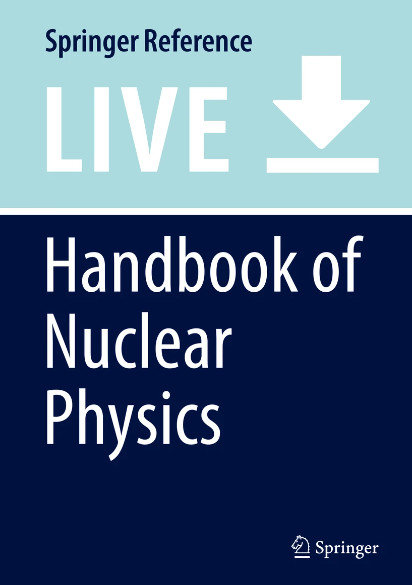 Springer Reference
LIVE
Handbook of
Nuclear
Physics
Springer